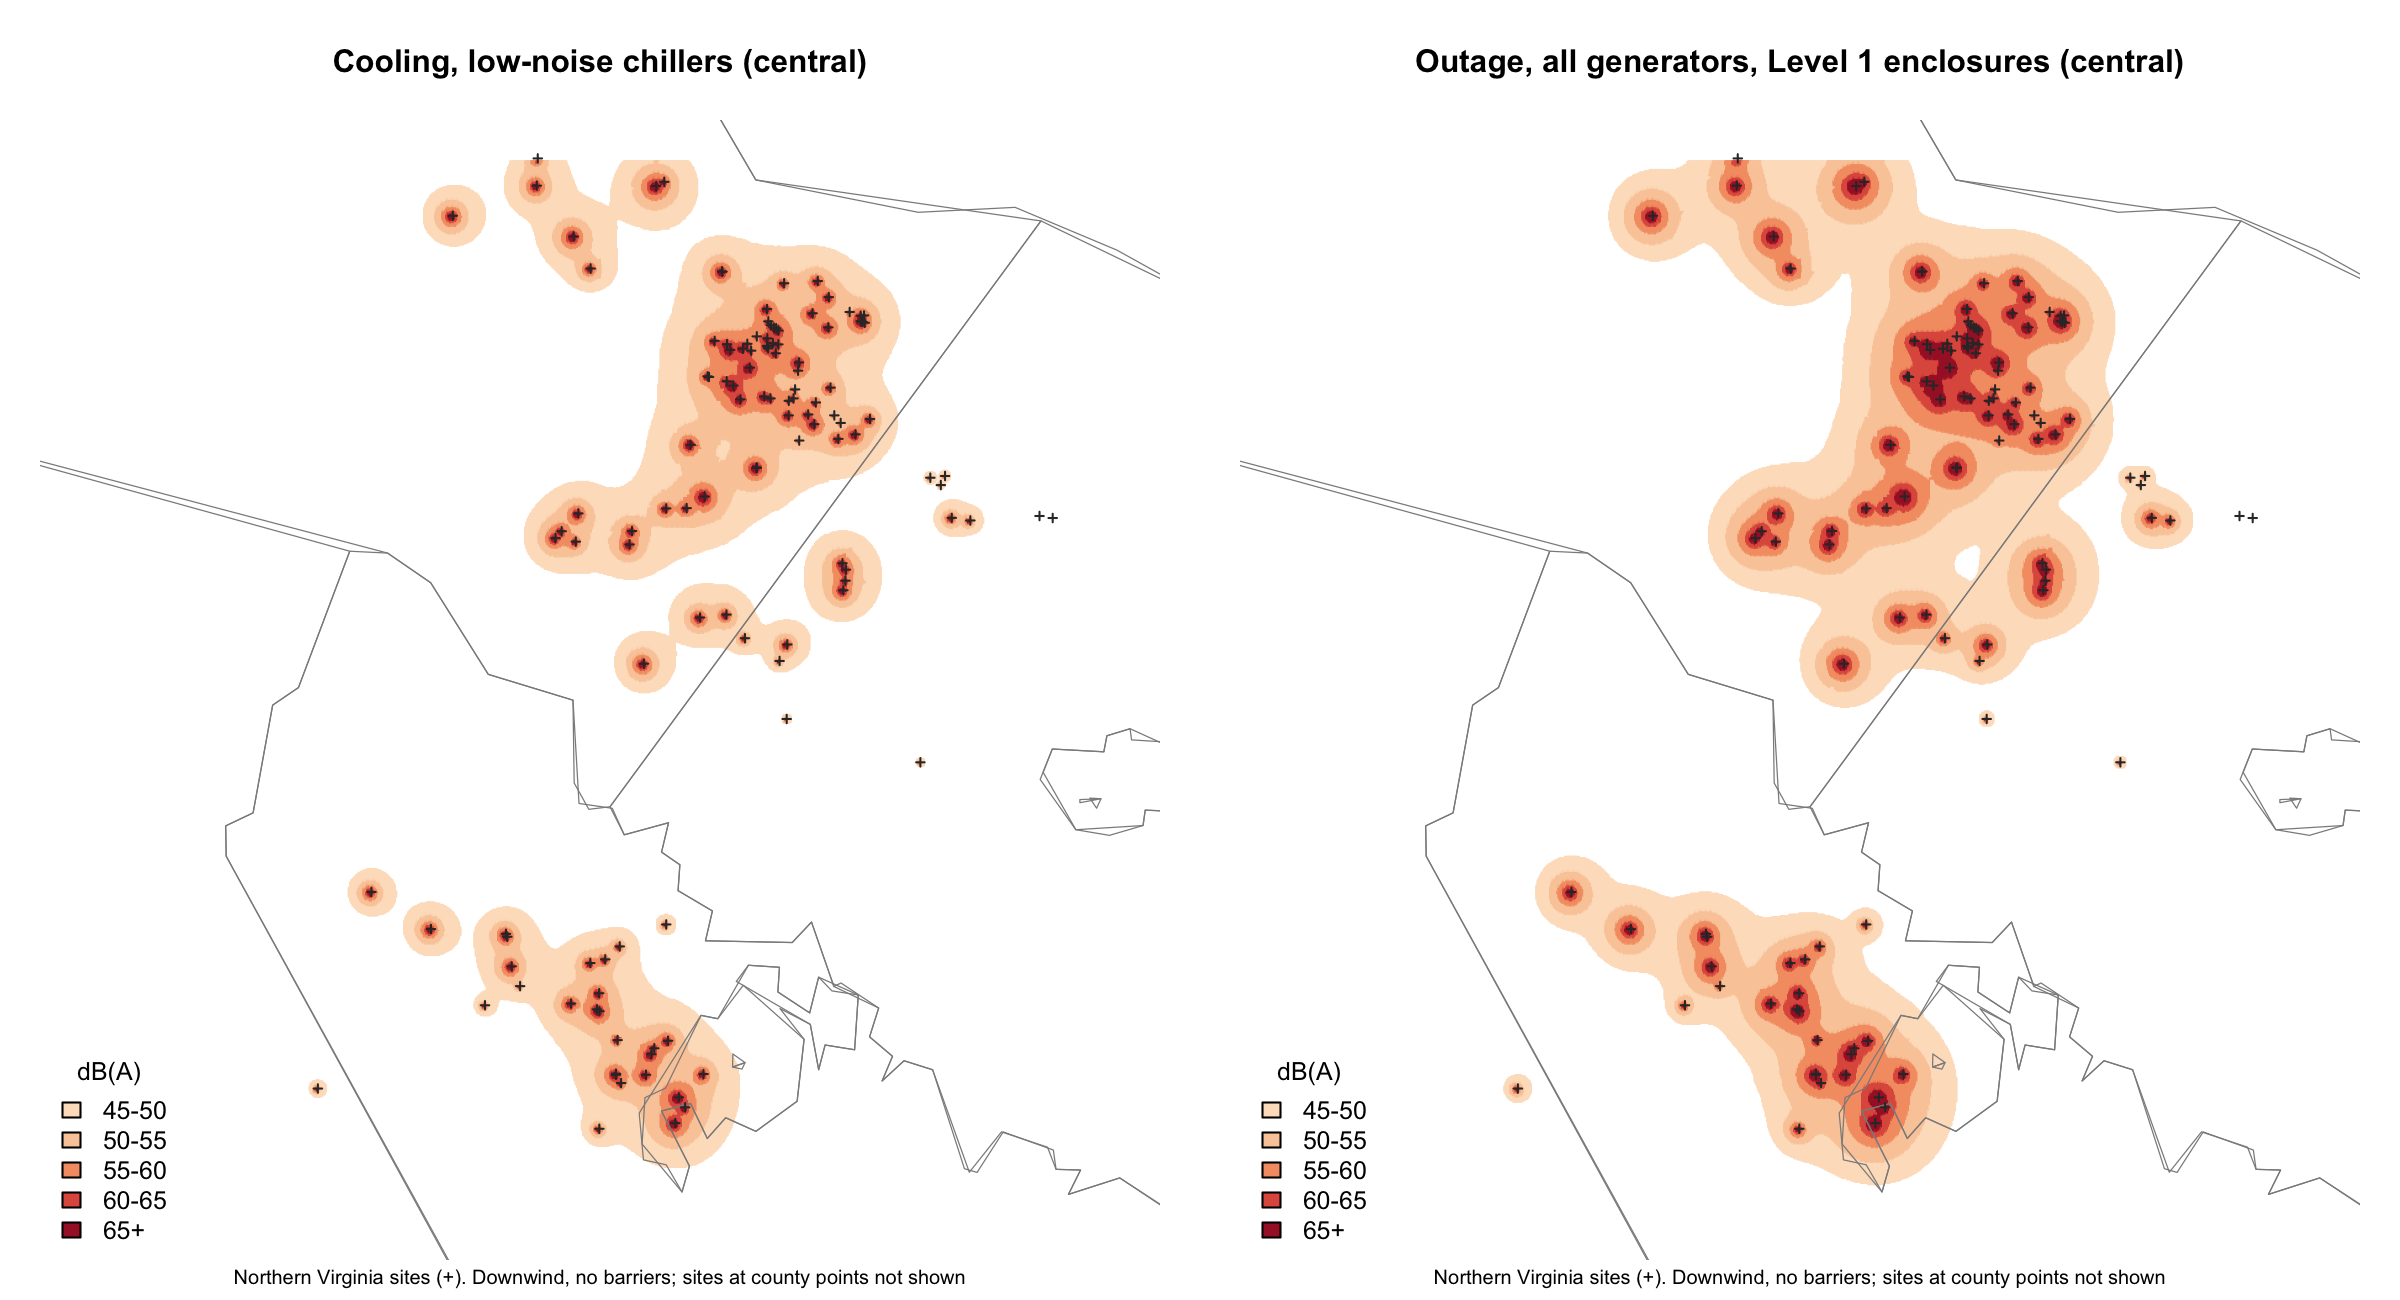 Cooling, low-noise chillers (central)
dB(A)
45-50
50-55
55-60
60-65
65+
Northern Virginia sites (+). Downwind, no barriers; sites at county points not shown
Outage, all generators, Level 1 enclosures (central)
dB(A)
45-50
50-55
55-60
60-65
65+
Northern Virginia sites (+). Downwind, no barriers; sites at county points not shown